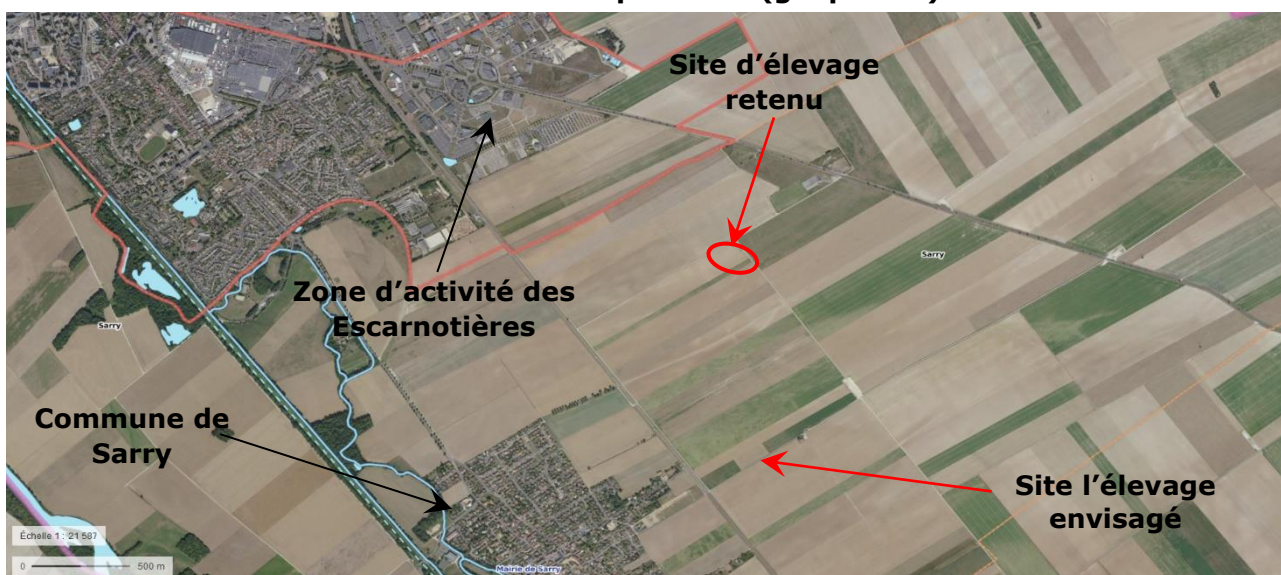 Site d'élevage
retenu
Sarry
Zone d'activité des
Escarnotières
Sarry
Commune de
Sarry
Site l'élevage
envisagé
Échelle 1 : 21 587
0 500 m
Mairie de Sarry